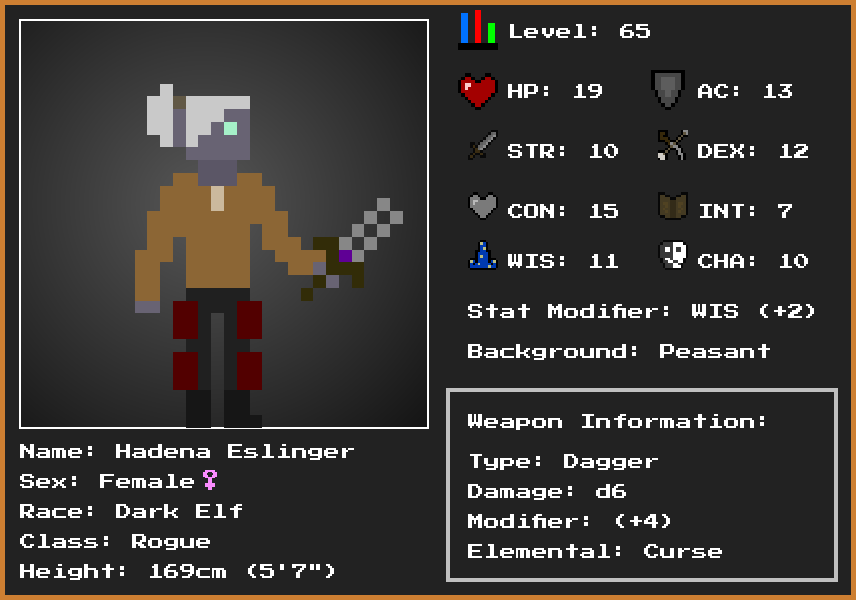 Level: 65
HP: 19
AC: 13
STR: 10
DEX: 12
CON: 15
INT: 7
WIS: 11
CHA: 10
Stat Modifier: WIS (+2)
Background: Peasant
Weapon Information:
Type: Dagger
Damage: d6
Modifier: (+4)
Elemental: Curse
Name: Hadena Eslinger
Sex: Female♀
Race: Dark Elf
Class: Rogue
Height: 169cm (5'7")